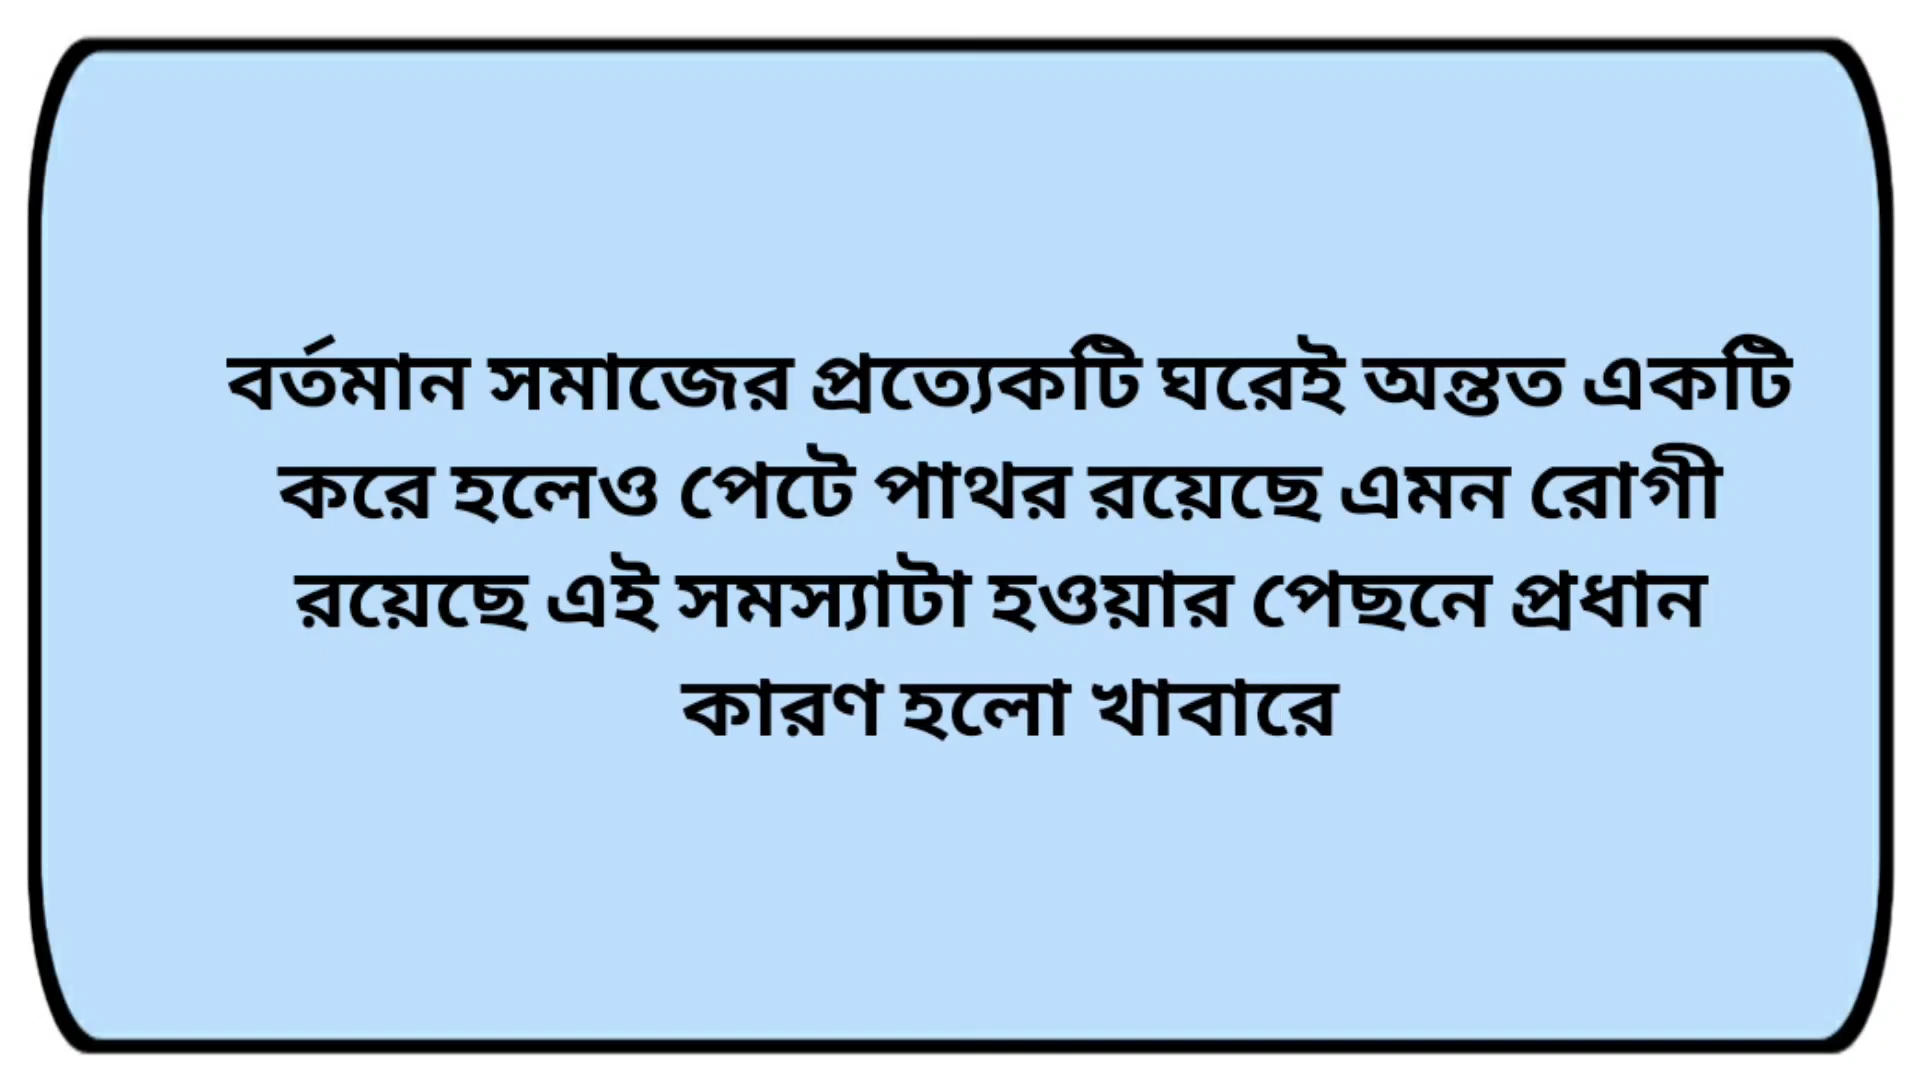 বর্তমান সমাজের প্রত্যেকটি ঘরেই অন্তত একটি
করে হলেও পেটে পাথর রয়েছে এমন রোগী
রয়েছে এই সমস্যাটা হওয়ার পেছনে প্রধান
কারণ হলো খাবারে